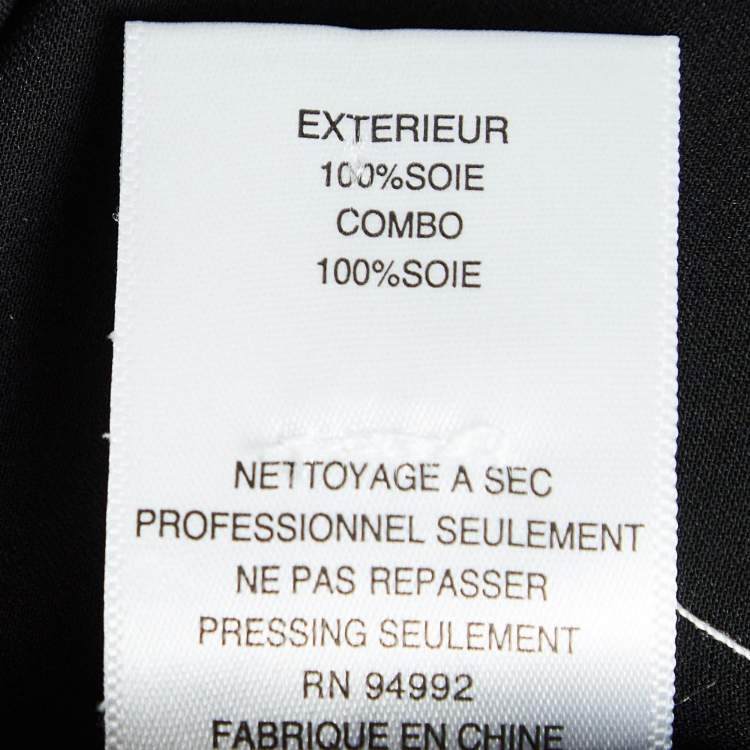 EXTERIEUR
100%SOIE
COMBO
100%SOIE
NETTOYAGE A SEC
PROFESSIONNEL SEULEMENT
NE PAS REPASSER
PRESSING SEULEMENT
RN 94992
FABRIQUE EN CHINE